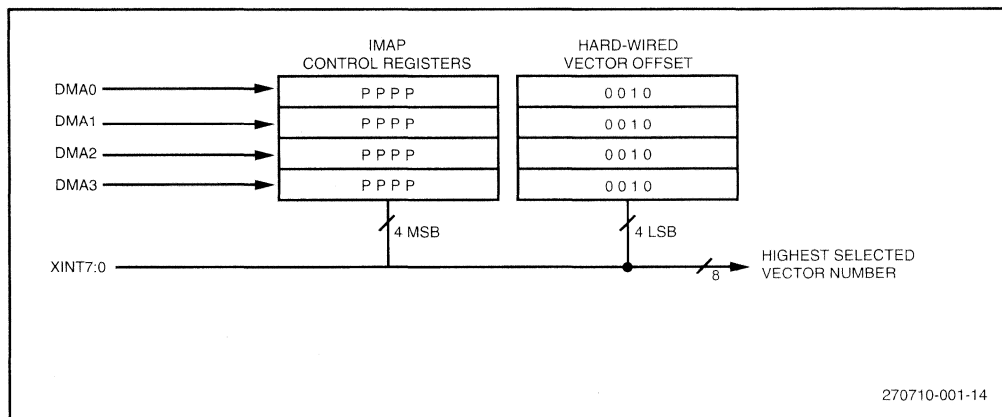 IMAP
CONTROL REGISTERS
HARD-WIRED
VECTOR OFFSET
DMA0
P P P P
0 0 1 0
DMA1
P P P P
0 0 1 0
DMA2
P P P P
0 0 1 0
DMA3
P P P P
0 0 1 0
4 MSB
4 LSB
XINT7:0
8
HIGHEST SELECTED
VECTOR NUMBER
270710-001-14